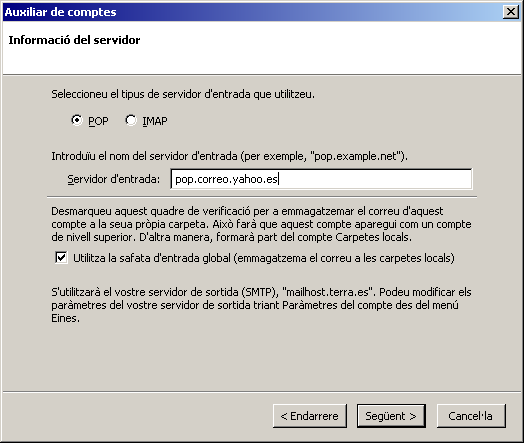 Auxiliar de comptes
Informació del servidor
Seleccioneu el tipus de servidor d'entrada que utilitzeu.
POP IMAP
Introduïu el nom del servidor d'entrada (per exemple, "pop.example.net").
Servidor d'entrada: pop.correo.yahoo.es
Desmarqueu aquest quadre de verificació per a emmagatzemar el correu d'aquest
compte a la seua pròpia carpeta. Això farà que aquest compte aparegui com un compte
de nivell superior. D'altra manera, formarà part del compte Carpetes locals.
Utilitza la safata d'entrada global (emmagatzema el correu a les carpetes locals)
S'utilitzarà el vostre servidor de sortida (SMTP), "mailhost.terra.es". Podeu modificar els
paràmetres del vostre servidor de sortida triant Paràmetres del compte des del menú
Eines.
< Endarrere Següent > Cancel·la